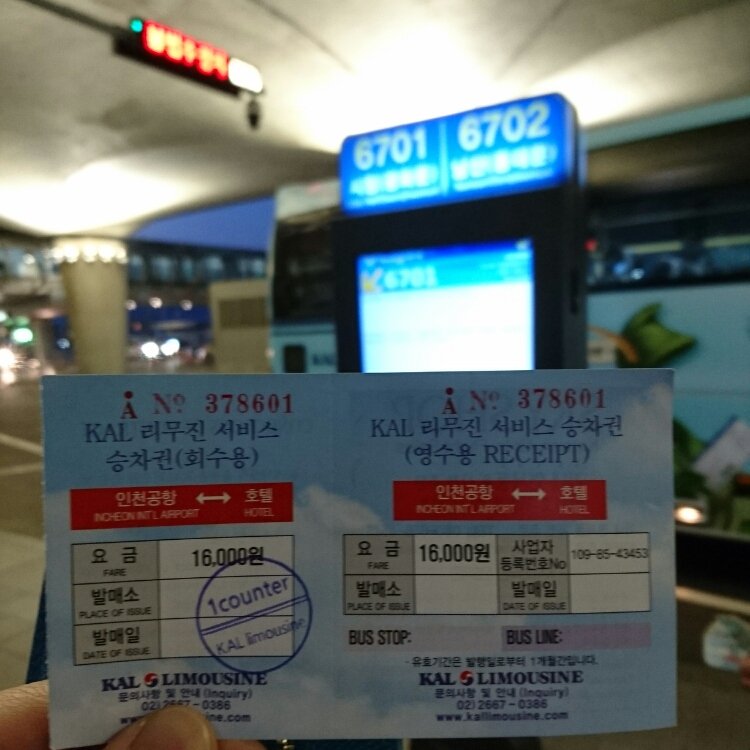 불법주정차
6701
6702
6701
A Nº 378601
KAL 리무진 서비스
승차권(회수용)
인천공항 ↔ 호텔
INCHEON INT'L AIRPORT HOTEL
요 금
FARE
16,000원
발매소
PLACE OF ISSUE
발매일
DATE OF ISSUE
1counter
KAL limousine
KAL LIMOUSINE
문의사항 및 안내 (Inquiry)
02) 2667-0386
www.kallimousine.com
A Nº 378601
KAL 리무진 서비스 승차권
(영수용 RECEIPT)
인천공항 ↔ 호텔
INCHEON INT'L AIRPORT HOTEL
요 금
FARE
16,000원
사업자
등록번호No
109-85-43453
발매소
PLACE OF ISSUE
발매일
DATE OF ISSUE
BUS STOP:
BUS LINE:
· 유효기간은 발행일로부터 1개월간입니다.
KAL LIMOUSINE
문의사항 및 안내 (Inquiry)
02) 2667-0386
www.kallimousine.com